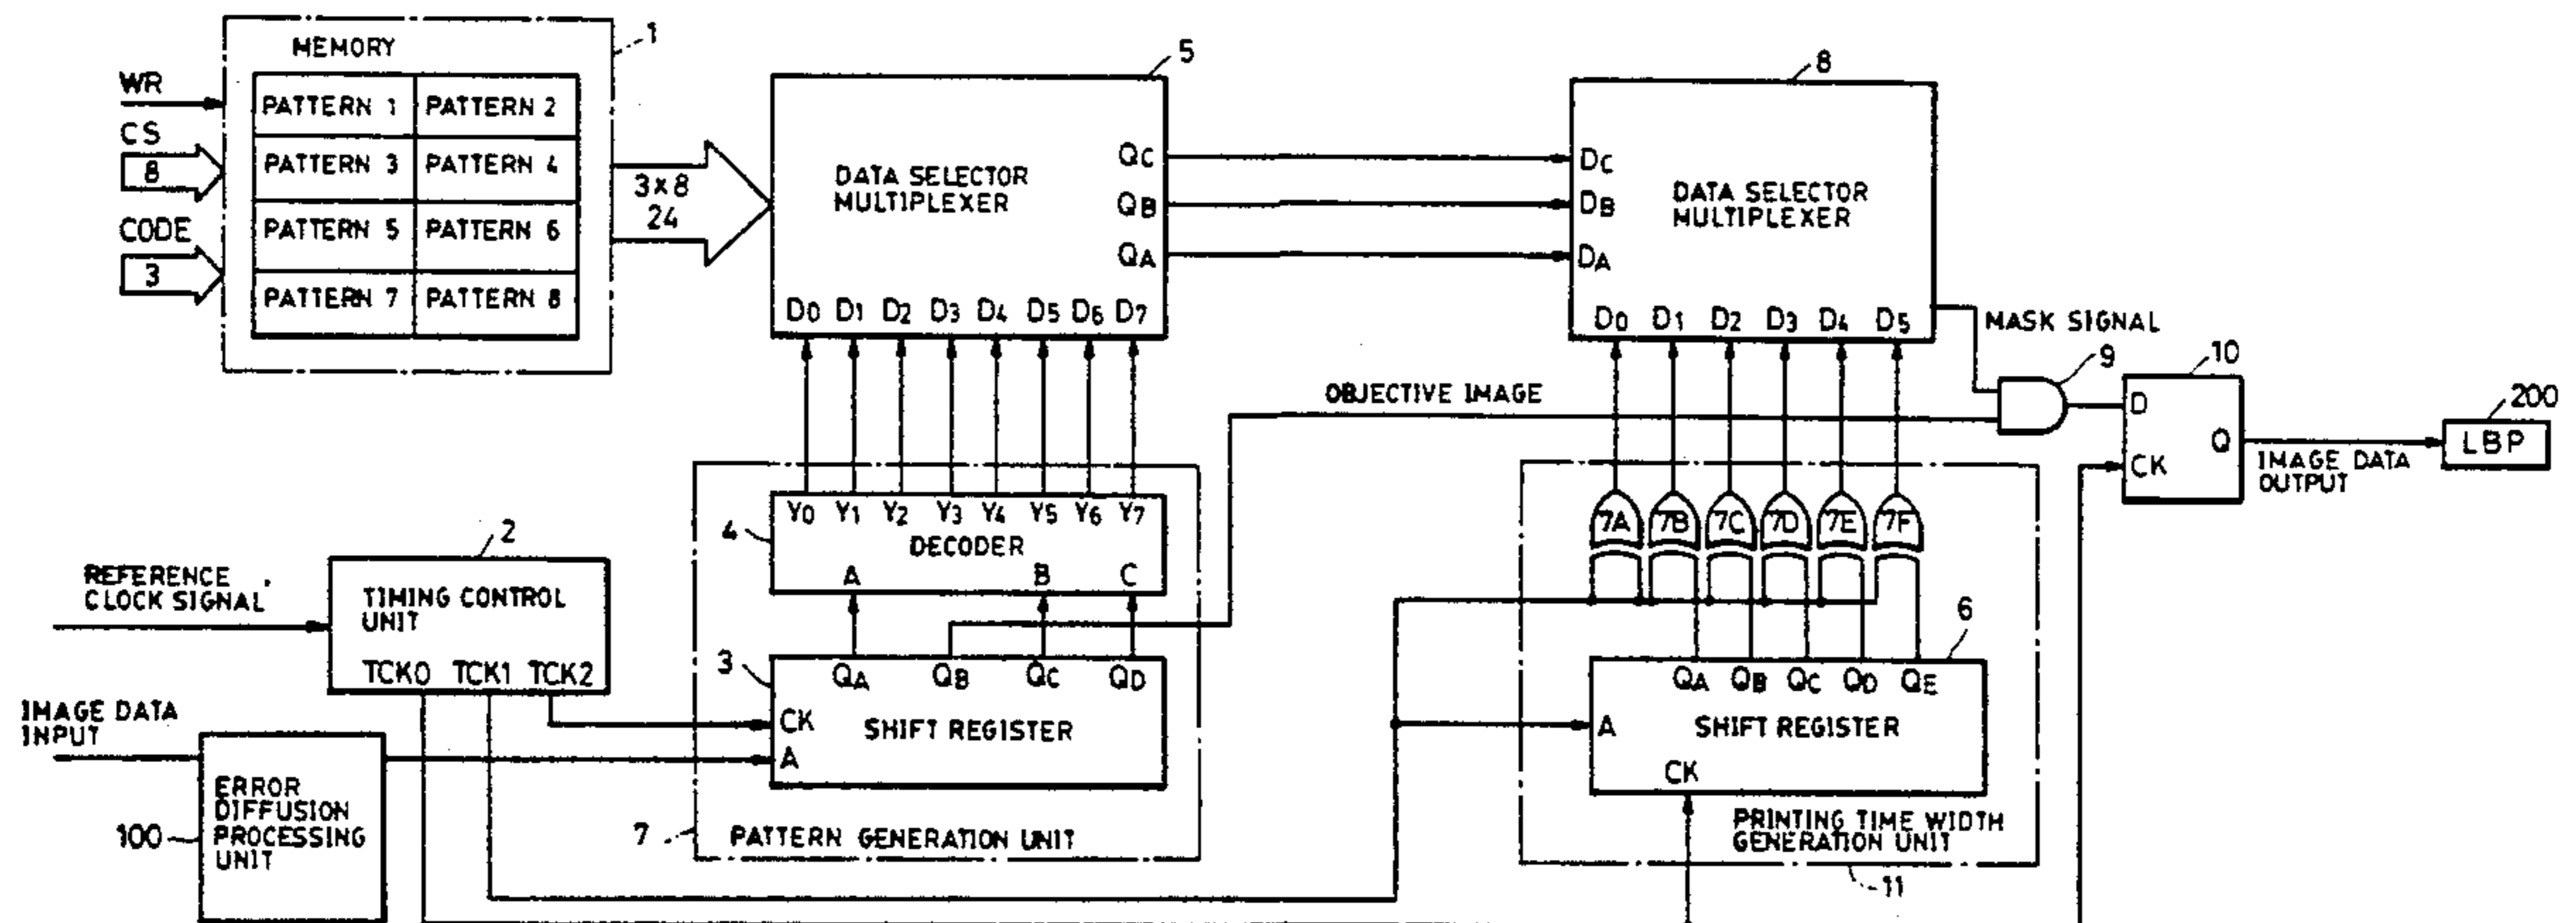 MEMORY
1
WR
CS
8
CODE
3
PATTERN 1 PATTERN 2
PATTERN 3 PATTERN 4
PATTERN 5 PATTERN 6
PATTERN 7 PATTERN 8
3×8
24
5
DATA SELECTOR
MULTIPLEXER
QC
QB
QA
D0 D1 D2 D3 D4 D5 D6 D7
8
DC
DB
DA
DATA SELECTOR
MULTIPLEXER
D0 D1 D2 D3 D4 D5
MASK SIGNAL
9
OBJECTIVE IMAGE
10
D
Q
CK
IMAGE DATA
OUTPUT
200
LBP
Y0 Y1 Y2 Y3 Y4 Y5 Y6 Y7
4
DECODER
A B C
7A 7B 7C 7D 7E 7F
2
REFERENCE
CLOCK SIGNAL
TIMING CONTROL
UNIT
TCK0 TCK1 TCK2
3
QA QB QC QD
CK
A
SHIFT REGISTER
7
PATTERN GENERATION UNIT
6
QA QB QC QD QE
A
SHIFT REGISTER
CK
PRINTING TIME WIDTH
GENERATION UNIT
11
IMAGE DATA
INPUT
100
ERROR
DIFFUSION
PROCESSING
UNIT